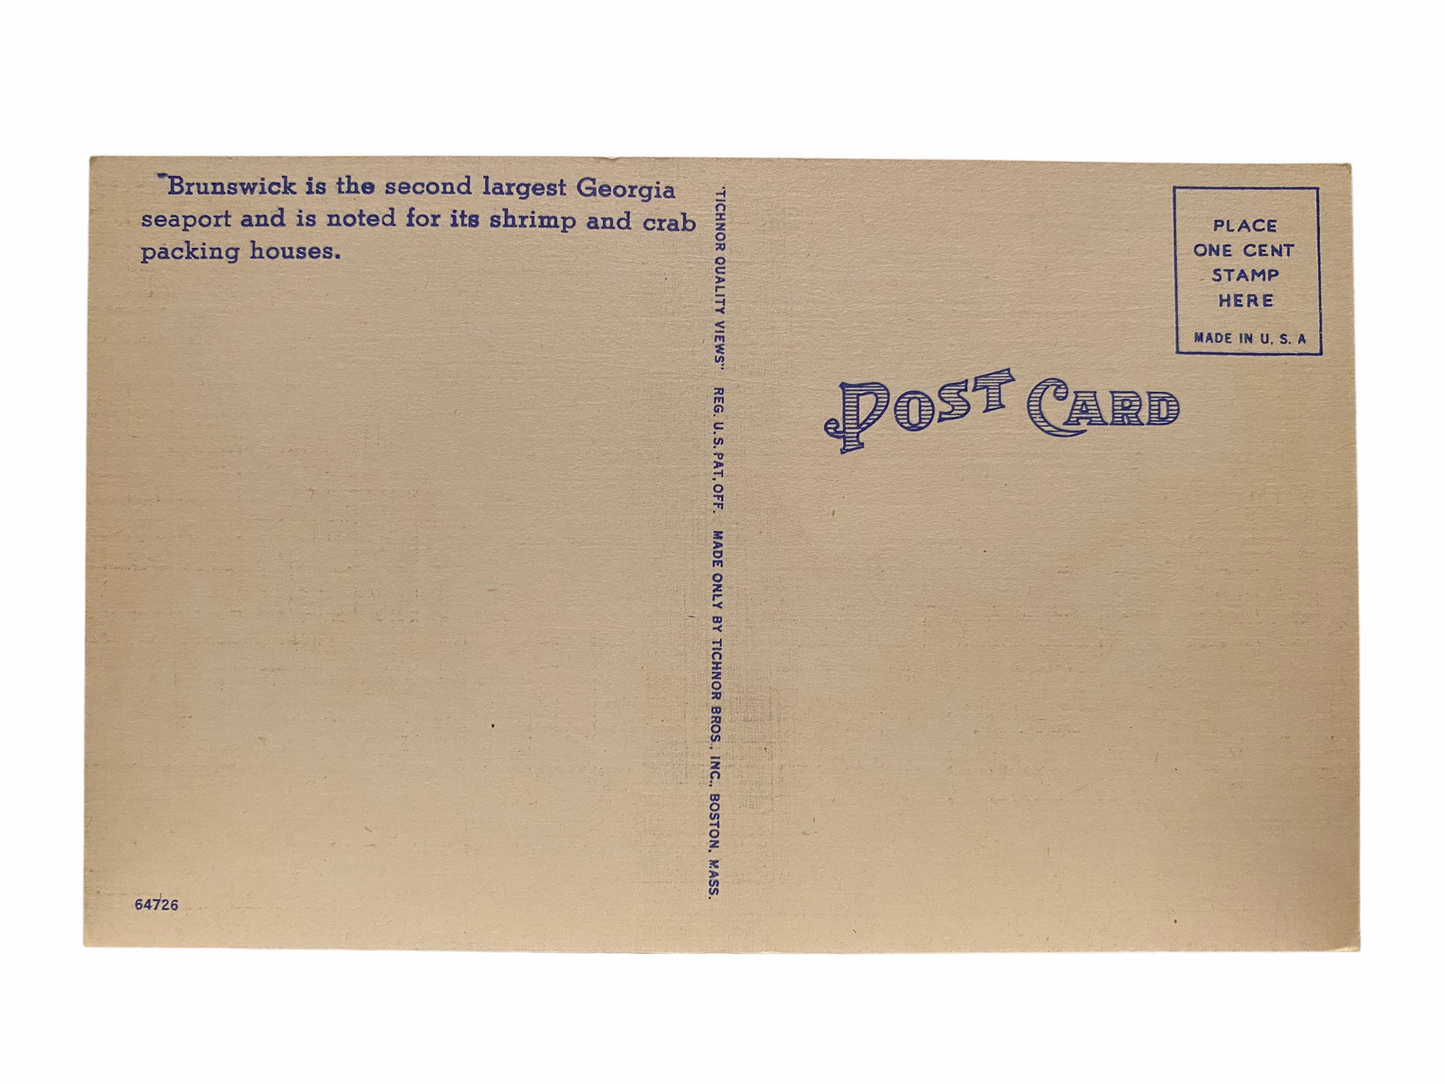 Brunswick is the second largest Georgia
seaport and is noted for its shrimp and crab
packing houses.
"TICHNOR QUALITY VIEWS" REG. U. S. PAT. OFF. MADE ONLY BY TICHNOR BROS., INC., BOSTON, MASS.
PLACE
ONE CENT
STAMP
HERE
MADE IN U. S. A
POST CARD
64726